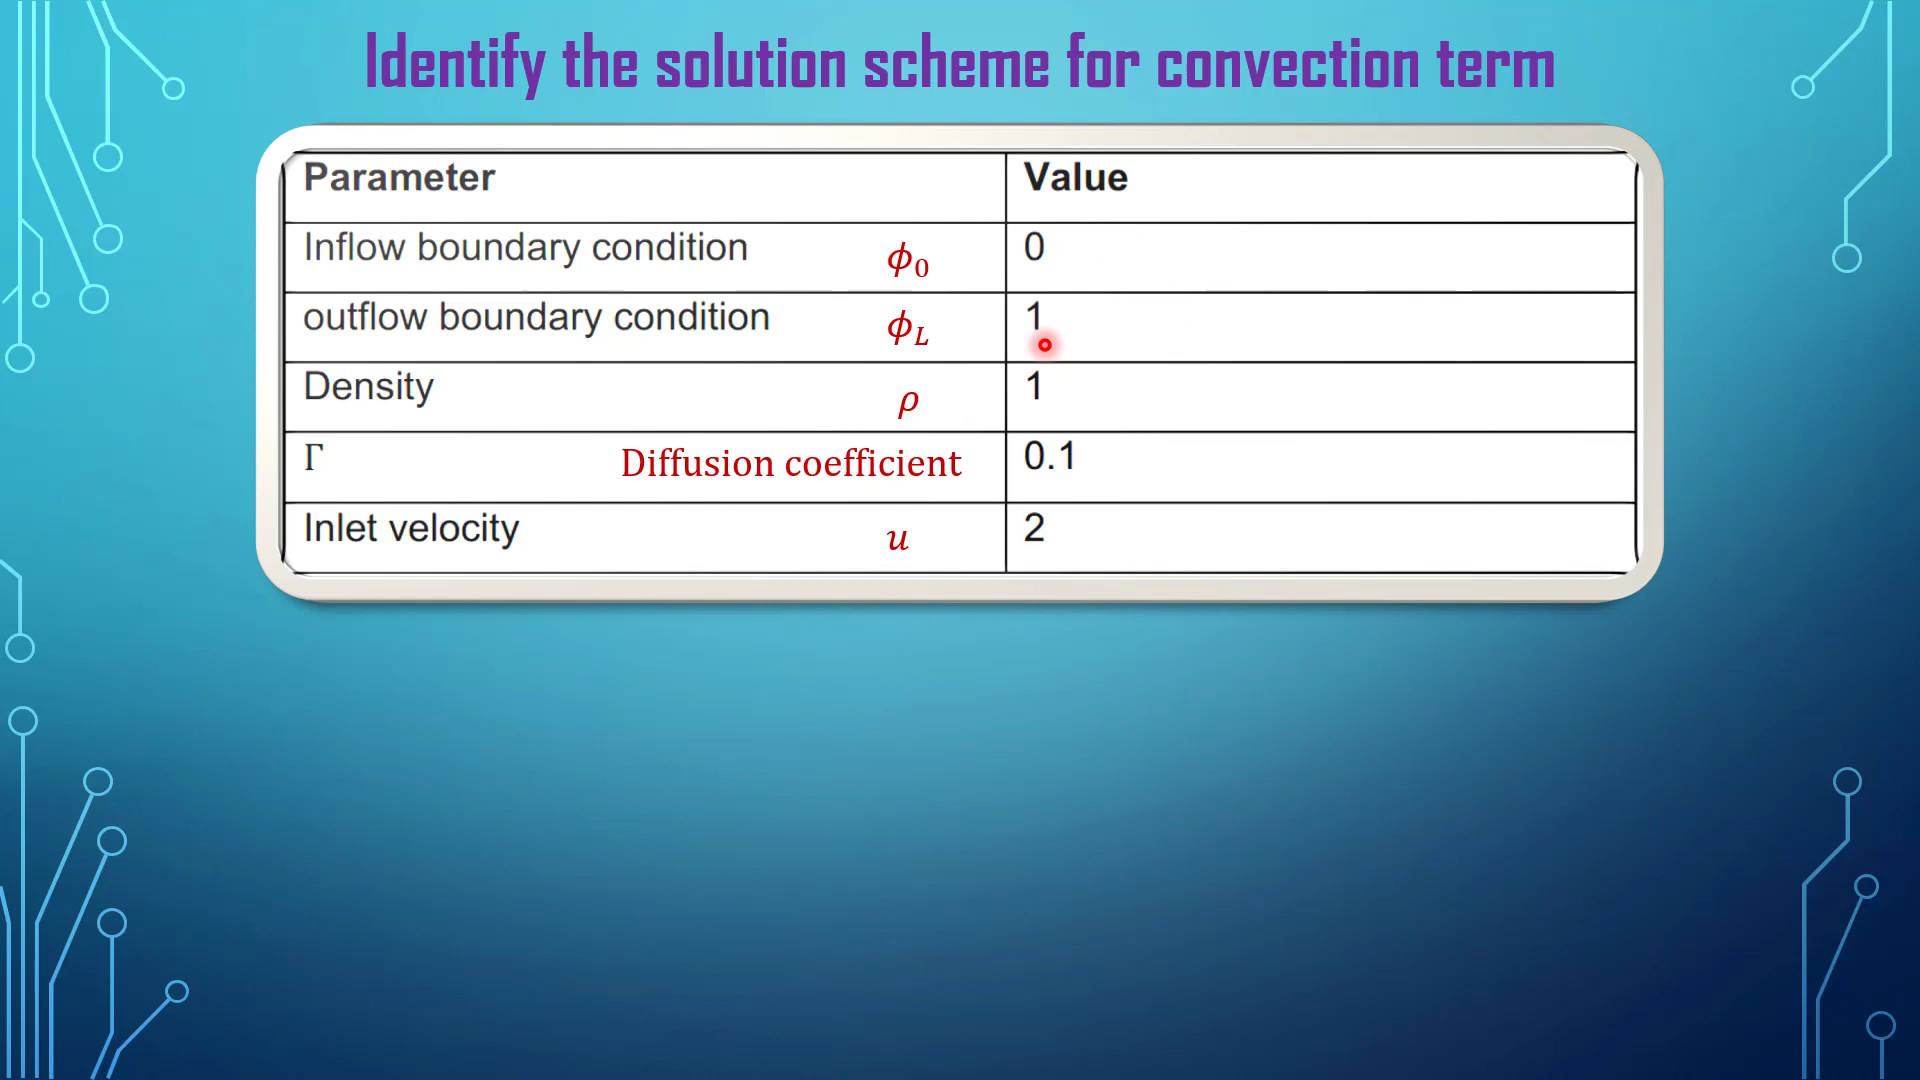 Identify the solution scheme for convection term
Parameter Value
Inflow boundary condition ϕ₀ 0
outflow boundary condition ϕ_L 1
Density ρ 1
Γ Diffusion coefficient 0.1
Inlet velocity u 2